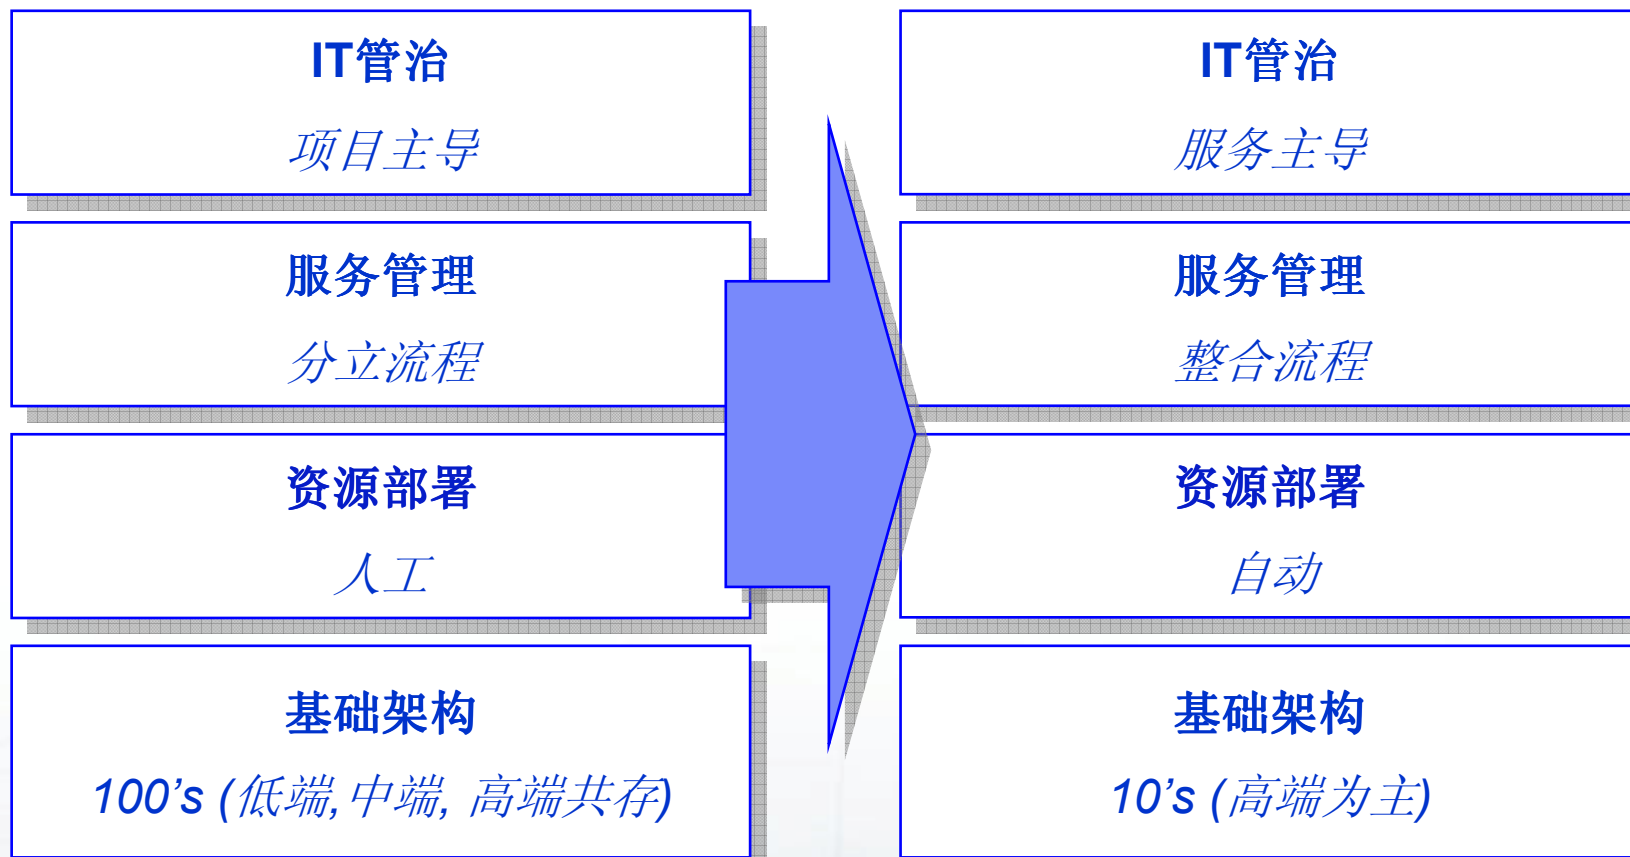 IT管治
项目主导
服务管理
分立流程
资源部署
人工
基础架构
100’s (低端,中端, 高端共存)
IT管治
服务主导
服务管理
整合流程
资源部署
自动
基础架构
10’s (高端为主)